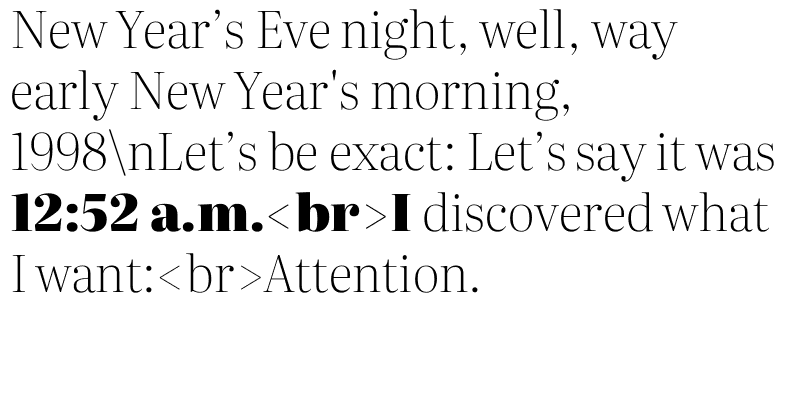 New Year’s Eve night, well, way
early New Year's morning,
1998\nLet’s be exact: Let’s say it was
12:52 a.m.<br>I discovered what
I want:<br>Attention.